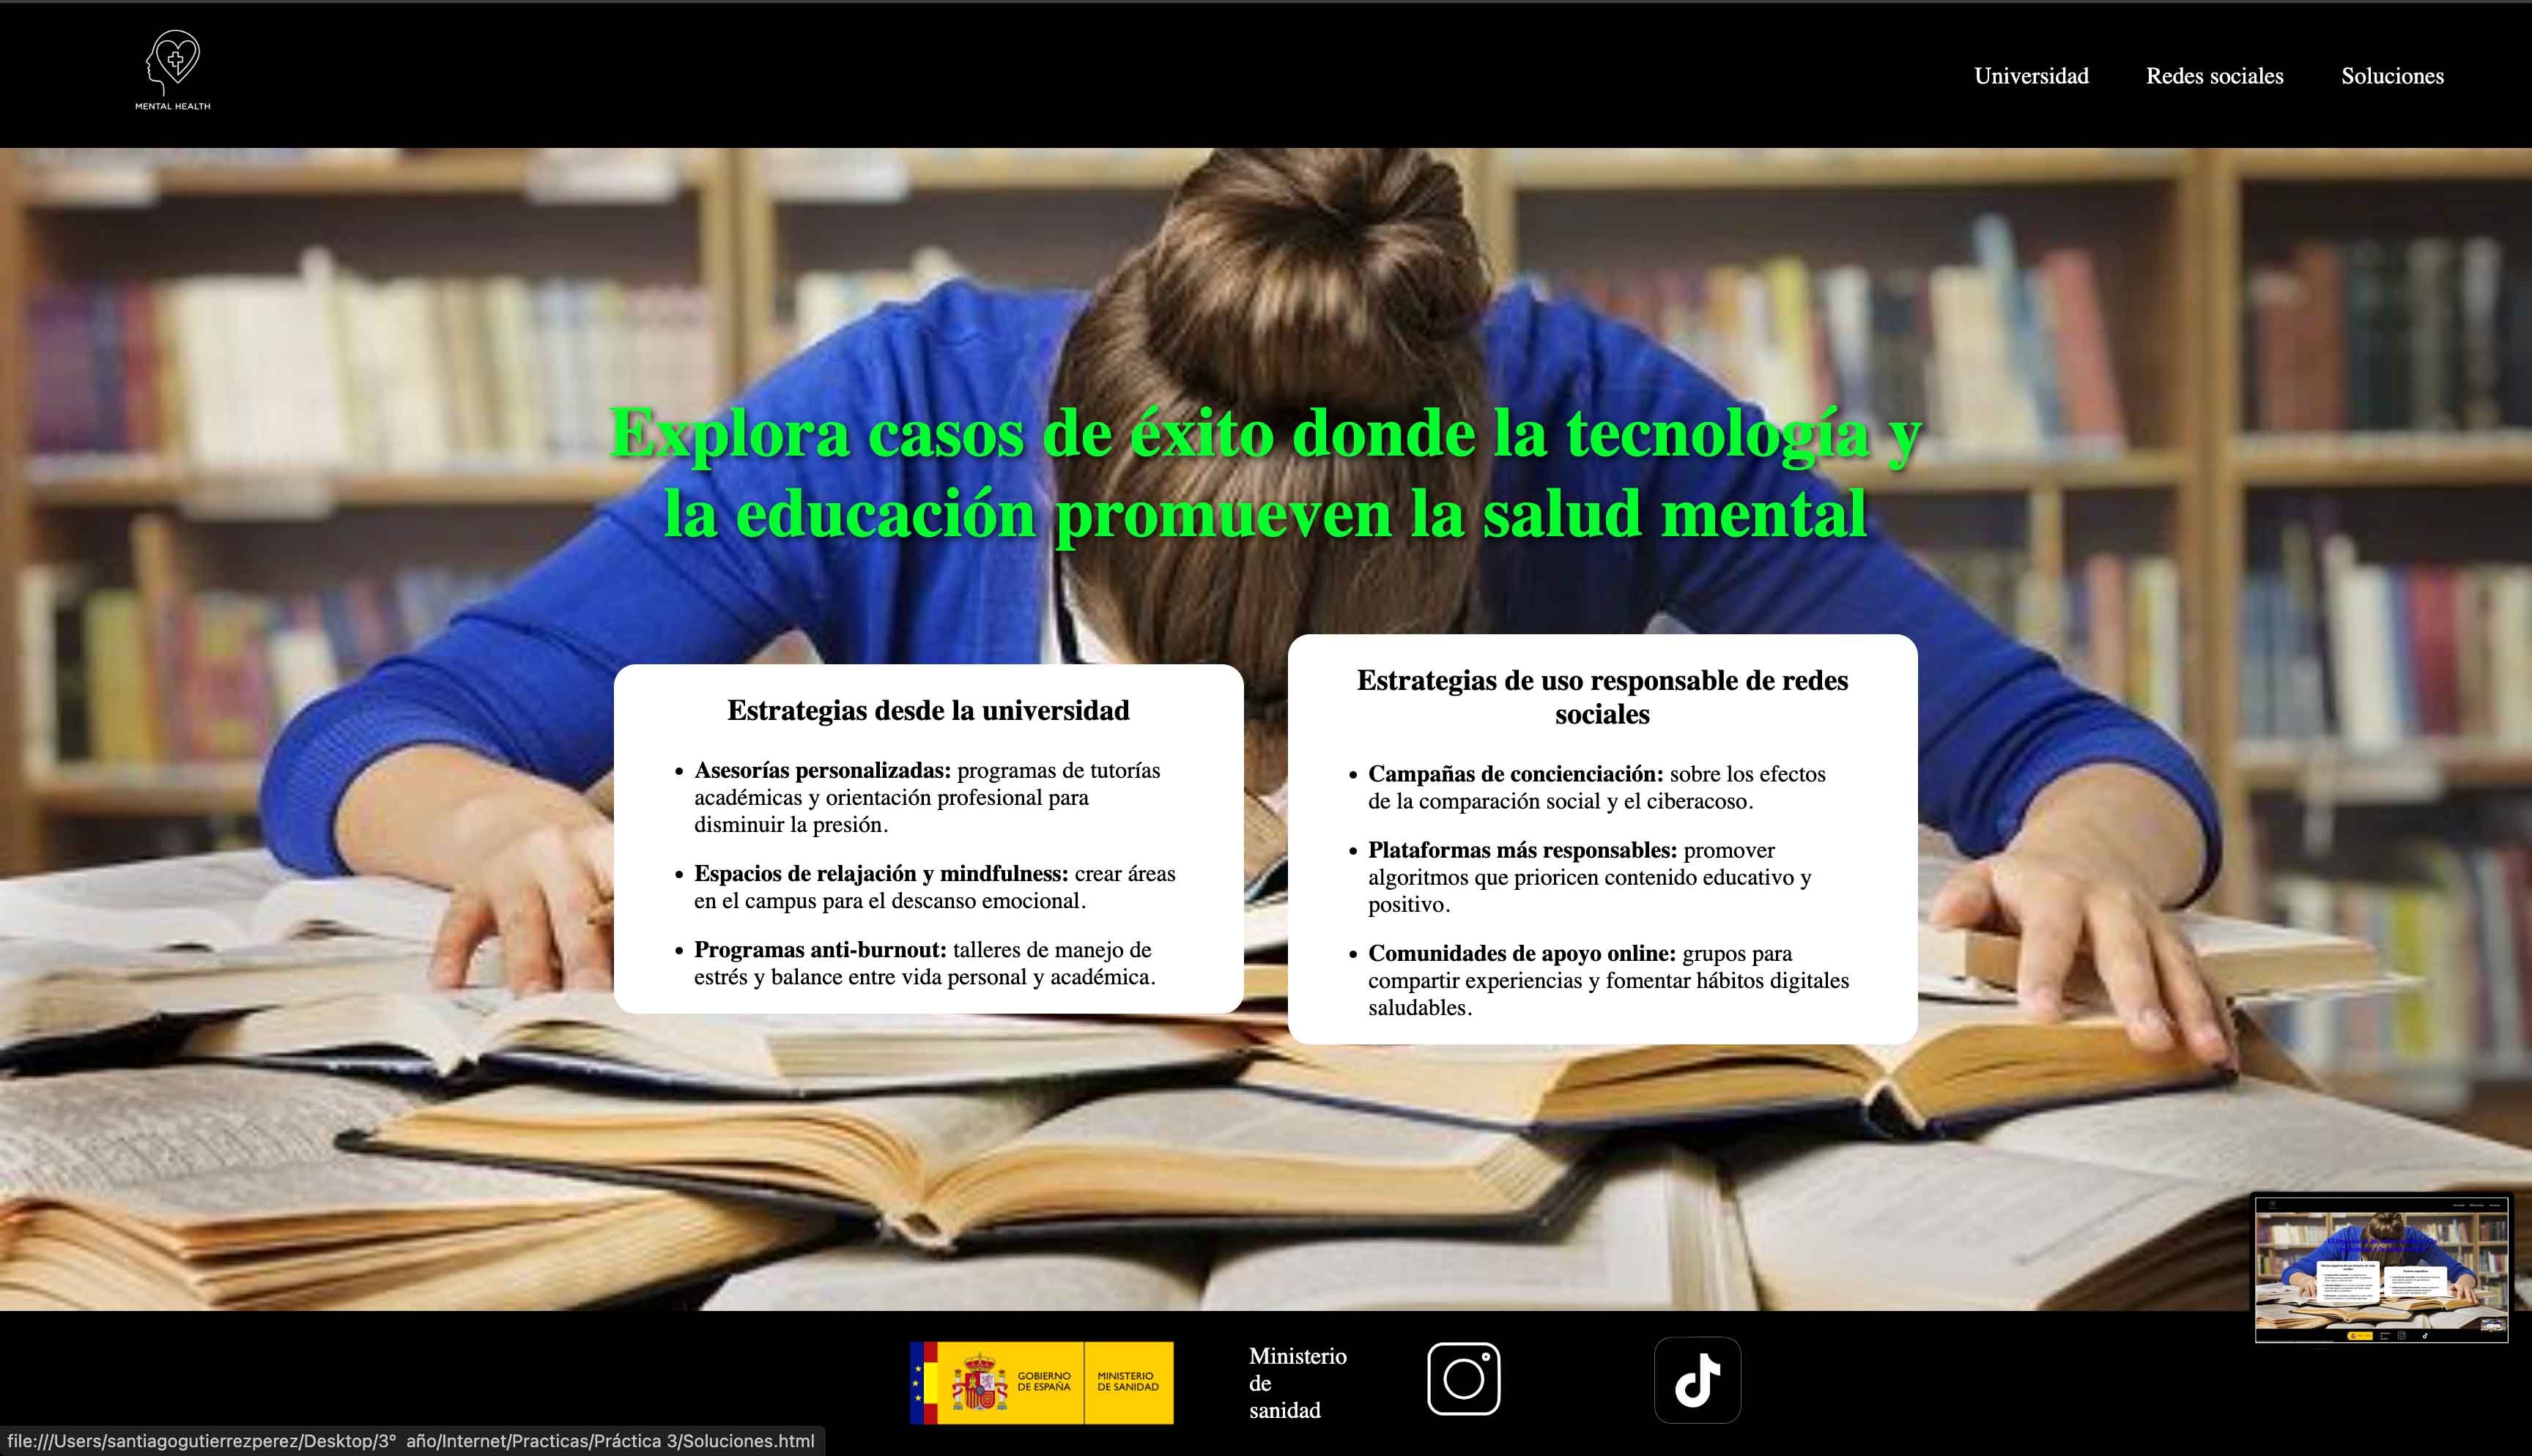 MENTAL HEALTH
Universidad
Redes sociales
Soluciones
Explora casos de éxito donde la tecnología y
la educación promueven la salud mental
Estrategias desde la universidad
• Asesorías personalizadas: programas de tutorías
académicas y orientación profesional para
disminuir la presión.
• Espacios de relajación y mindfulness: crear áreas
en el campus para el descanso emocional.
• Programas anti-burnout: talleres de manejo de
estrés y balance entre vida personal y académica.
Estrategias de uso responsable de redes
sociales
• Campañas de concienciación: sobre los efectos
de la comparación social y el ciberacoso.
• Plataformas más responsables: promover
algoritmos que prioricen contenido educativo y
positivo.
• Comunidades de apoyo online: grupos para
compartir experiencias y fomentar hábitos digitales
saludables.
GOBIERNO
DE ESPAÑA
MINISTERIO
DE SANIDAD
Ministerio
de
sanidad
file:///Users/santiagogutierrezperez/Desktop/3° año/Internet/Practicas/Práctica 3/Soluciones.html